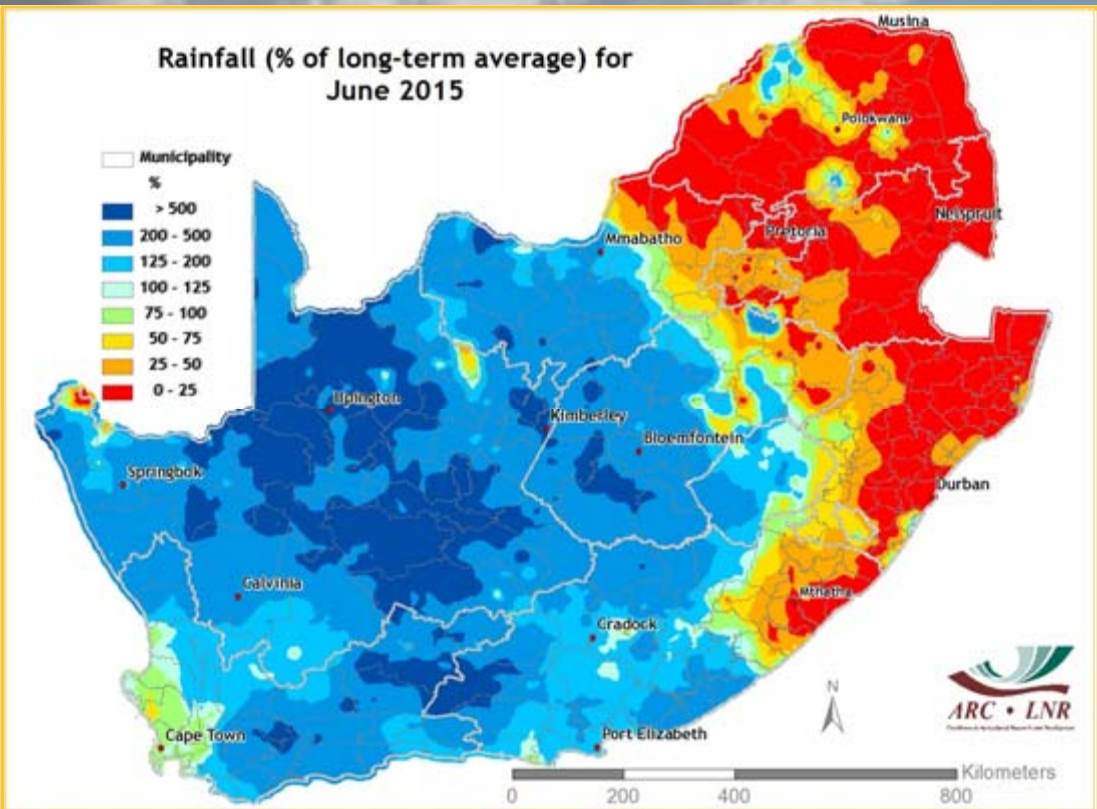 Rainfall (% of long-term average) for
June 2015
Municipality
%
> 500
200 - 500
125 - 200
100 - 125
75 - 100
50 - 75
25 - 50
0 - 25
Musina
Polokwane
Nelspruit
Pretoria
Mmabatho
Upington
Kimberley
Bloemfontein
Springbok
Durban
Calvinia
Mthatha
Cradock
Cape Town
Port Elizabeth
N
ARC • LNR
Kilometers
0 200 400 800